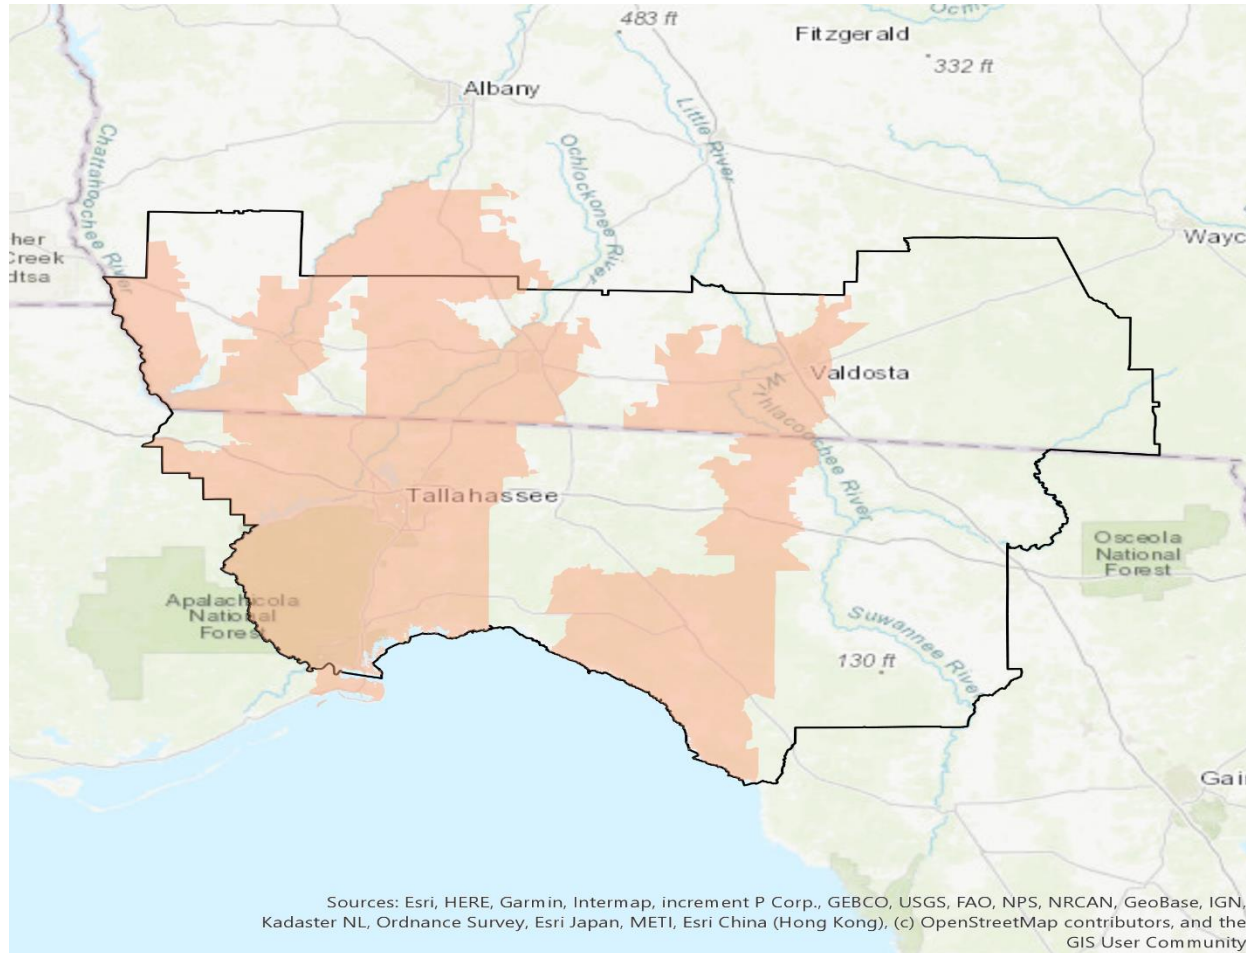 483 ft
Fitzgerald
332 ft
Albany
Little River
Chattahoochee River
Ochlockonee River
her
Creek
dtsa
Wayc
Valdosta
Withlacoochee River
Tallahassee
Osceola
National
Forest
Apalachicola
National
Forest
Suwannee River
130 ft
Gai
Sources: Esri, HERE, Garmin, Intermap, increment P Corp., GEBCO, USGS, FAO, NPS, NRCAN, GeoBase, IGN,
Kadaster NL, Ordnance Survey, Esri Japan, METI, Esri China (Hong Kong), (c) OpenStreetMap contributors, and the
GIS User Community